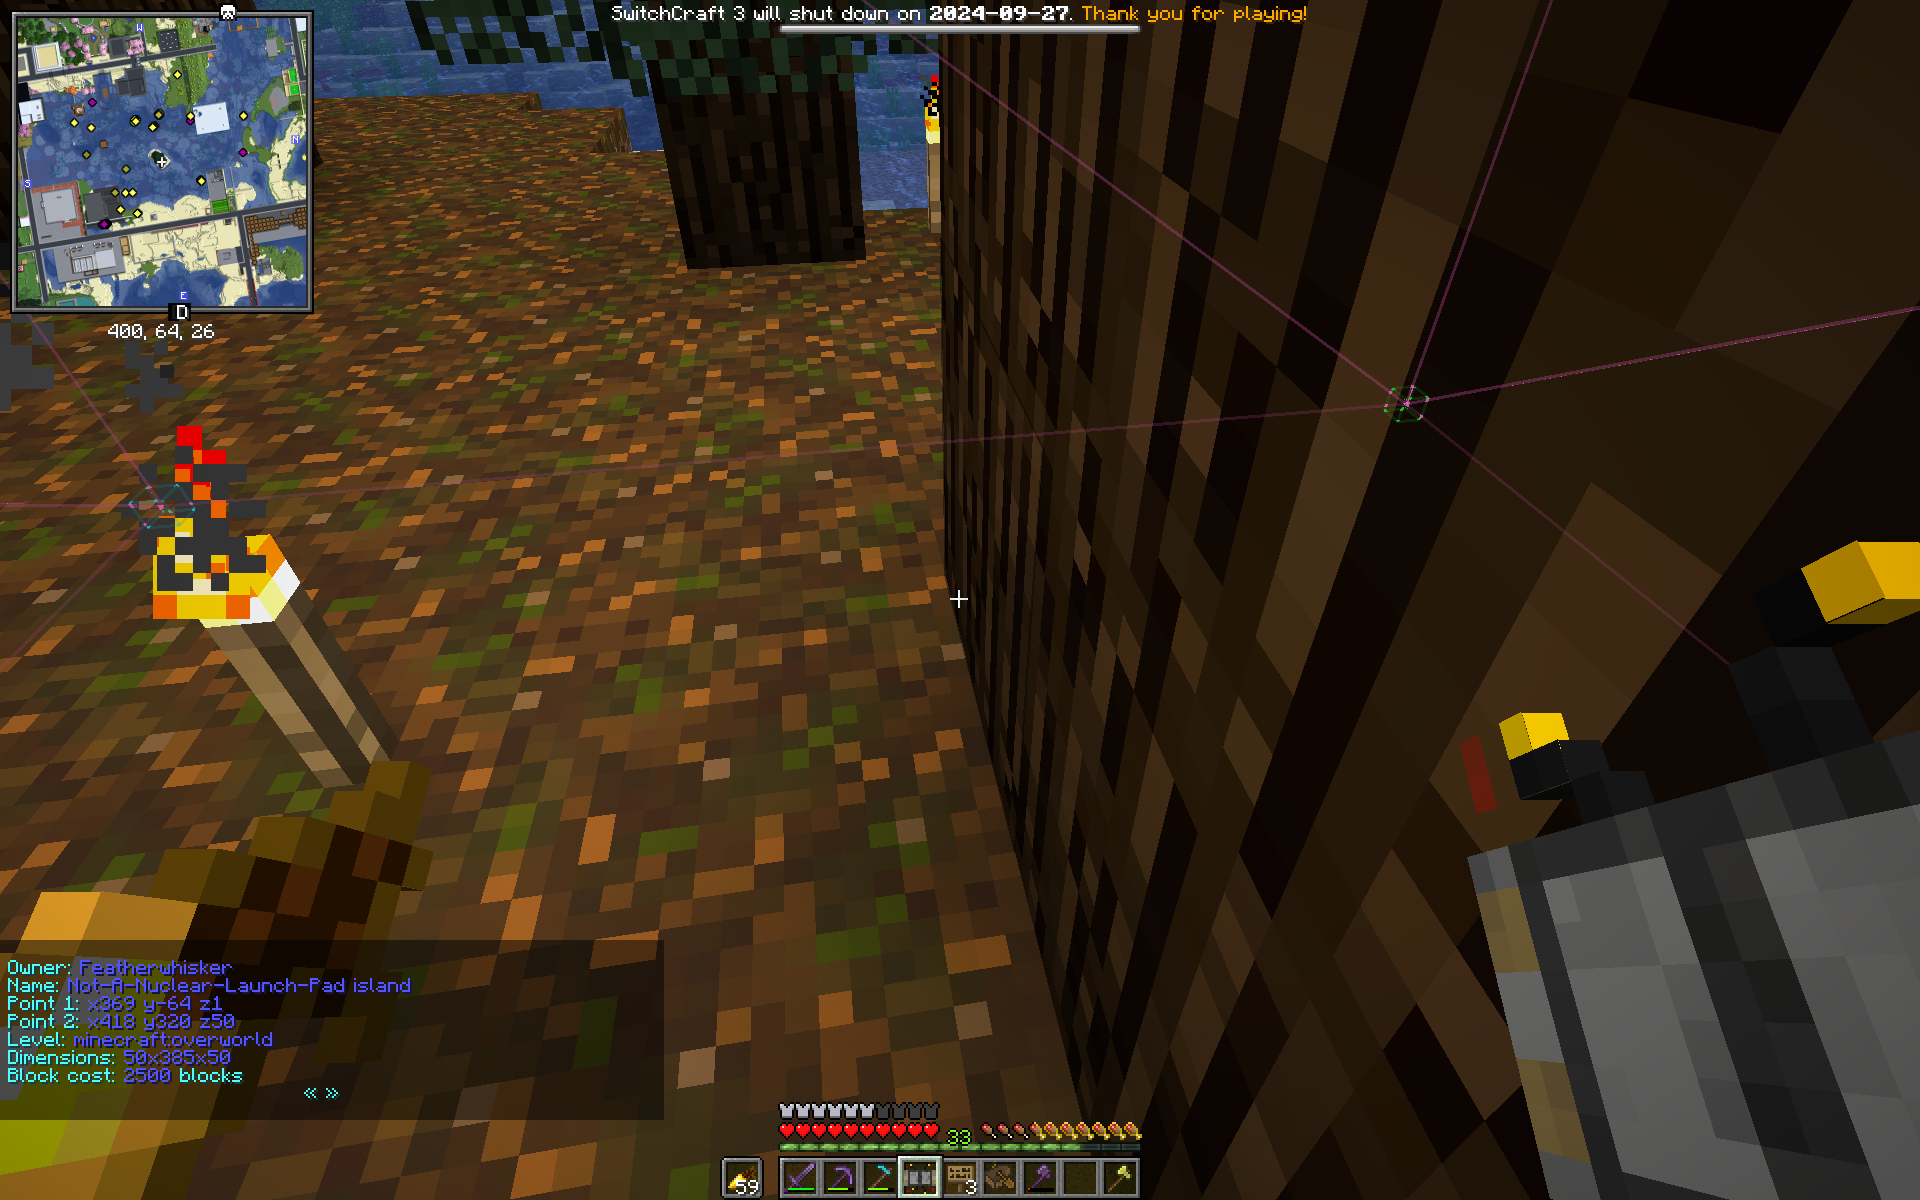 SwitchCraft 3 will shut down on 2024-09-27. Thank you for playing!
W
N
S
E
D
400, 64, 26
Owner: Featherwhisker
Name: Not-A-Nuclear-Launch-Pad island
Point 1: x369 y-64 z1
Point 2: x418 y320 z50
Level: minecraft:overworld
Dimensions: 50x385x50
Block cost: 2500 blocks
« »
33
59
3